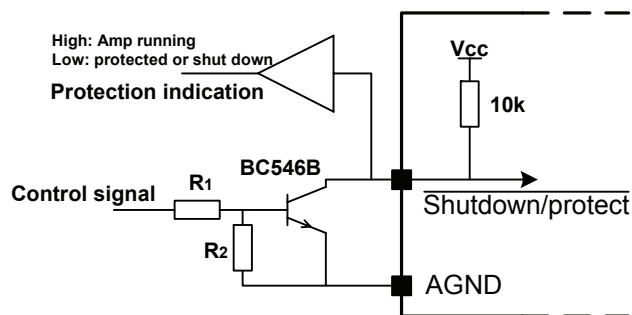 High: Amp running
Low: protected or shut down
Protection indication
Vcc
10k
BC546B
R1
Control signal
Shutdown/protect
R2
AGND